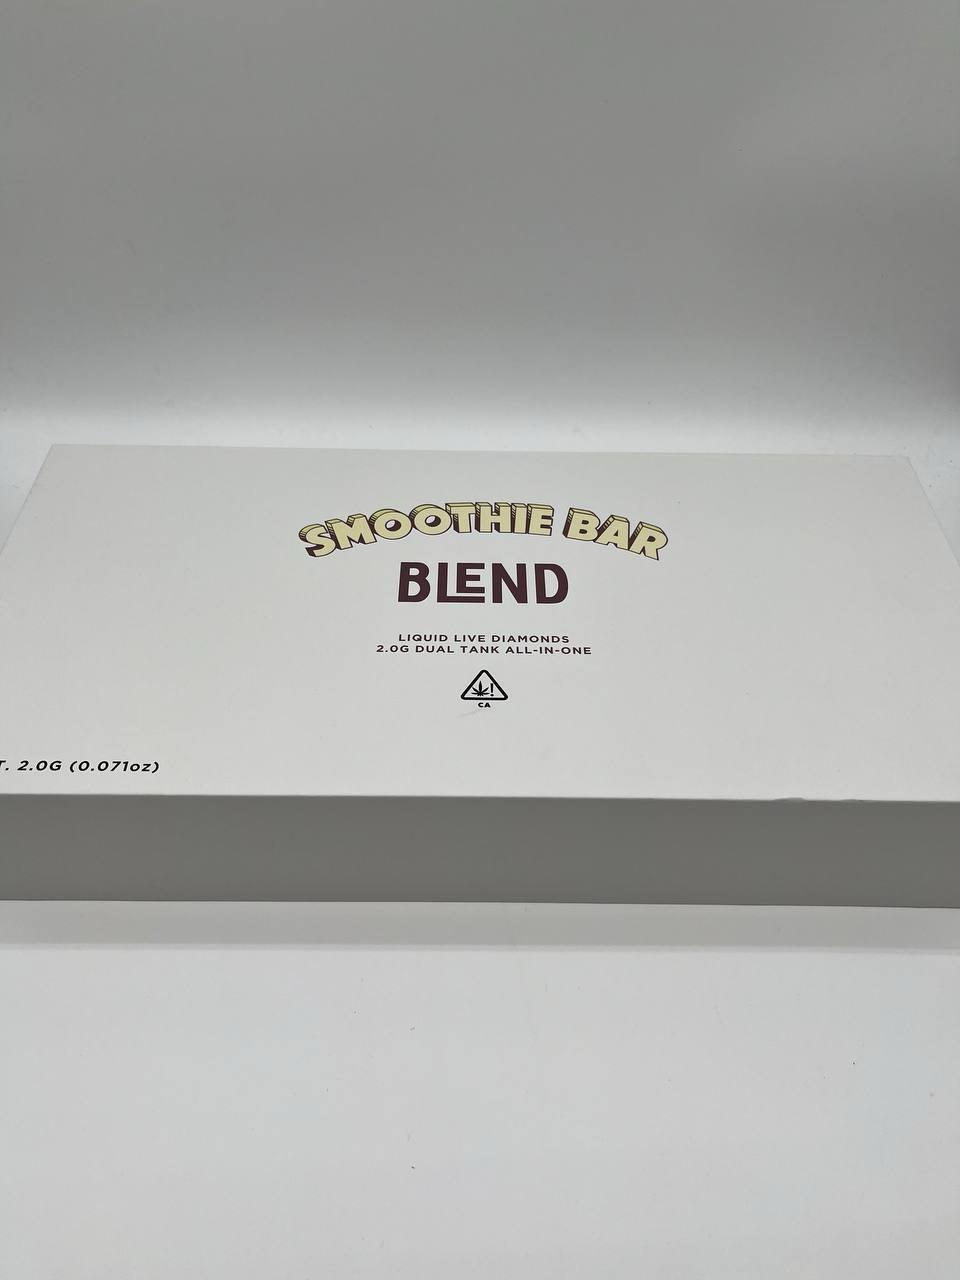 SMOOTHIE BAR
BLEND
LIQUID LIVE DIAMONDS
2.0G DUAL TANK ALL-IN-ONE
!
CA
2.0G (0.071oz)